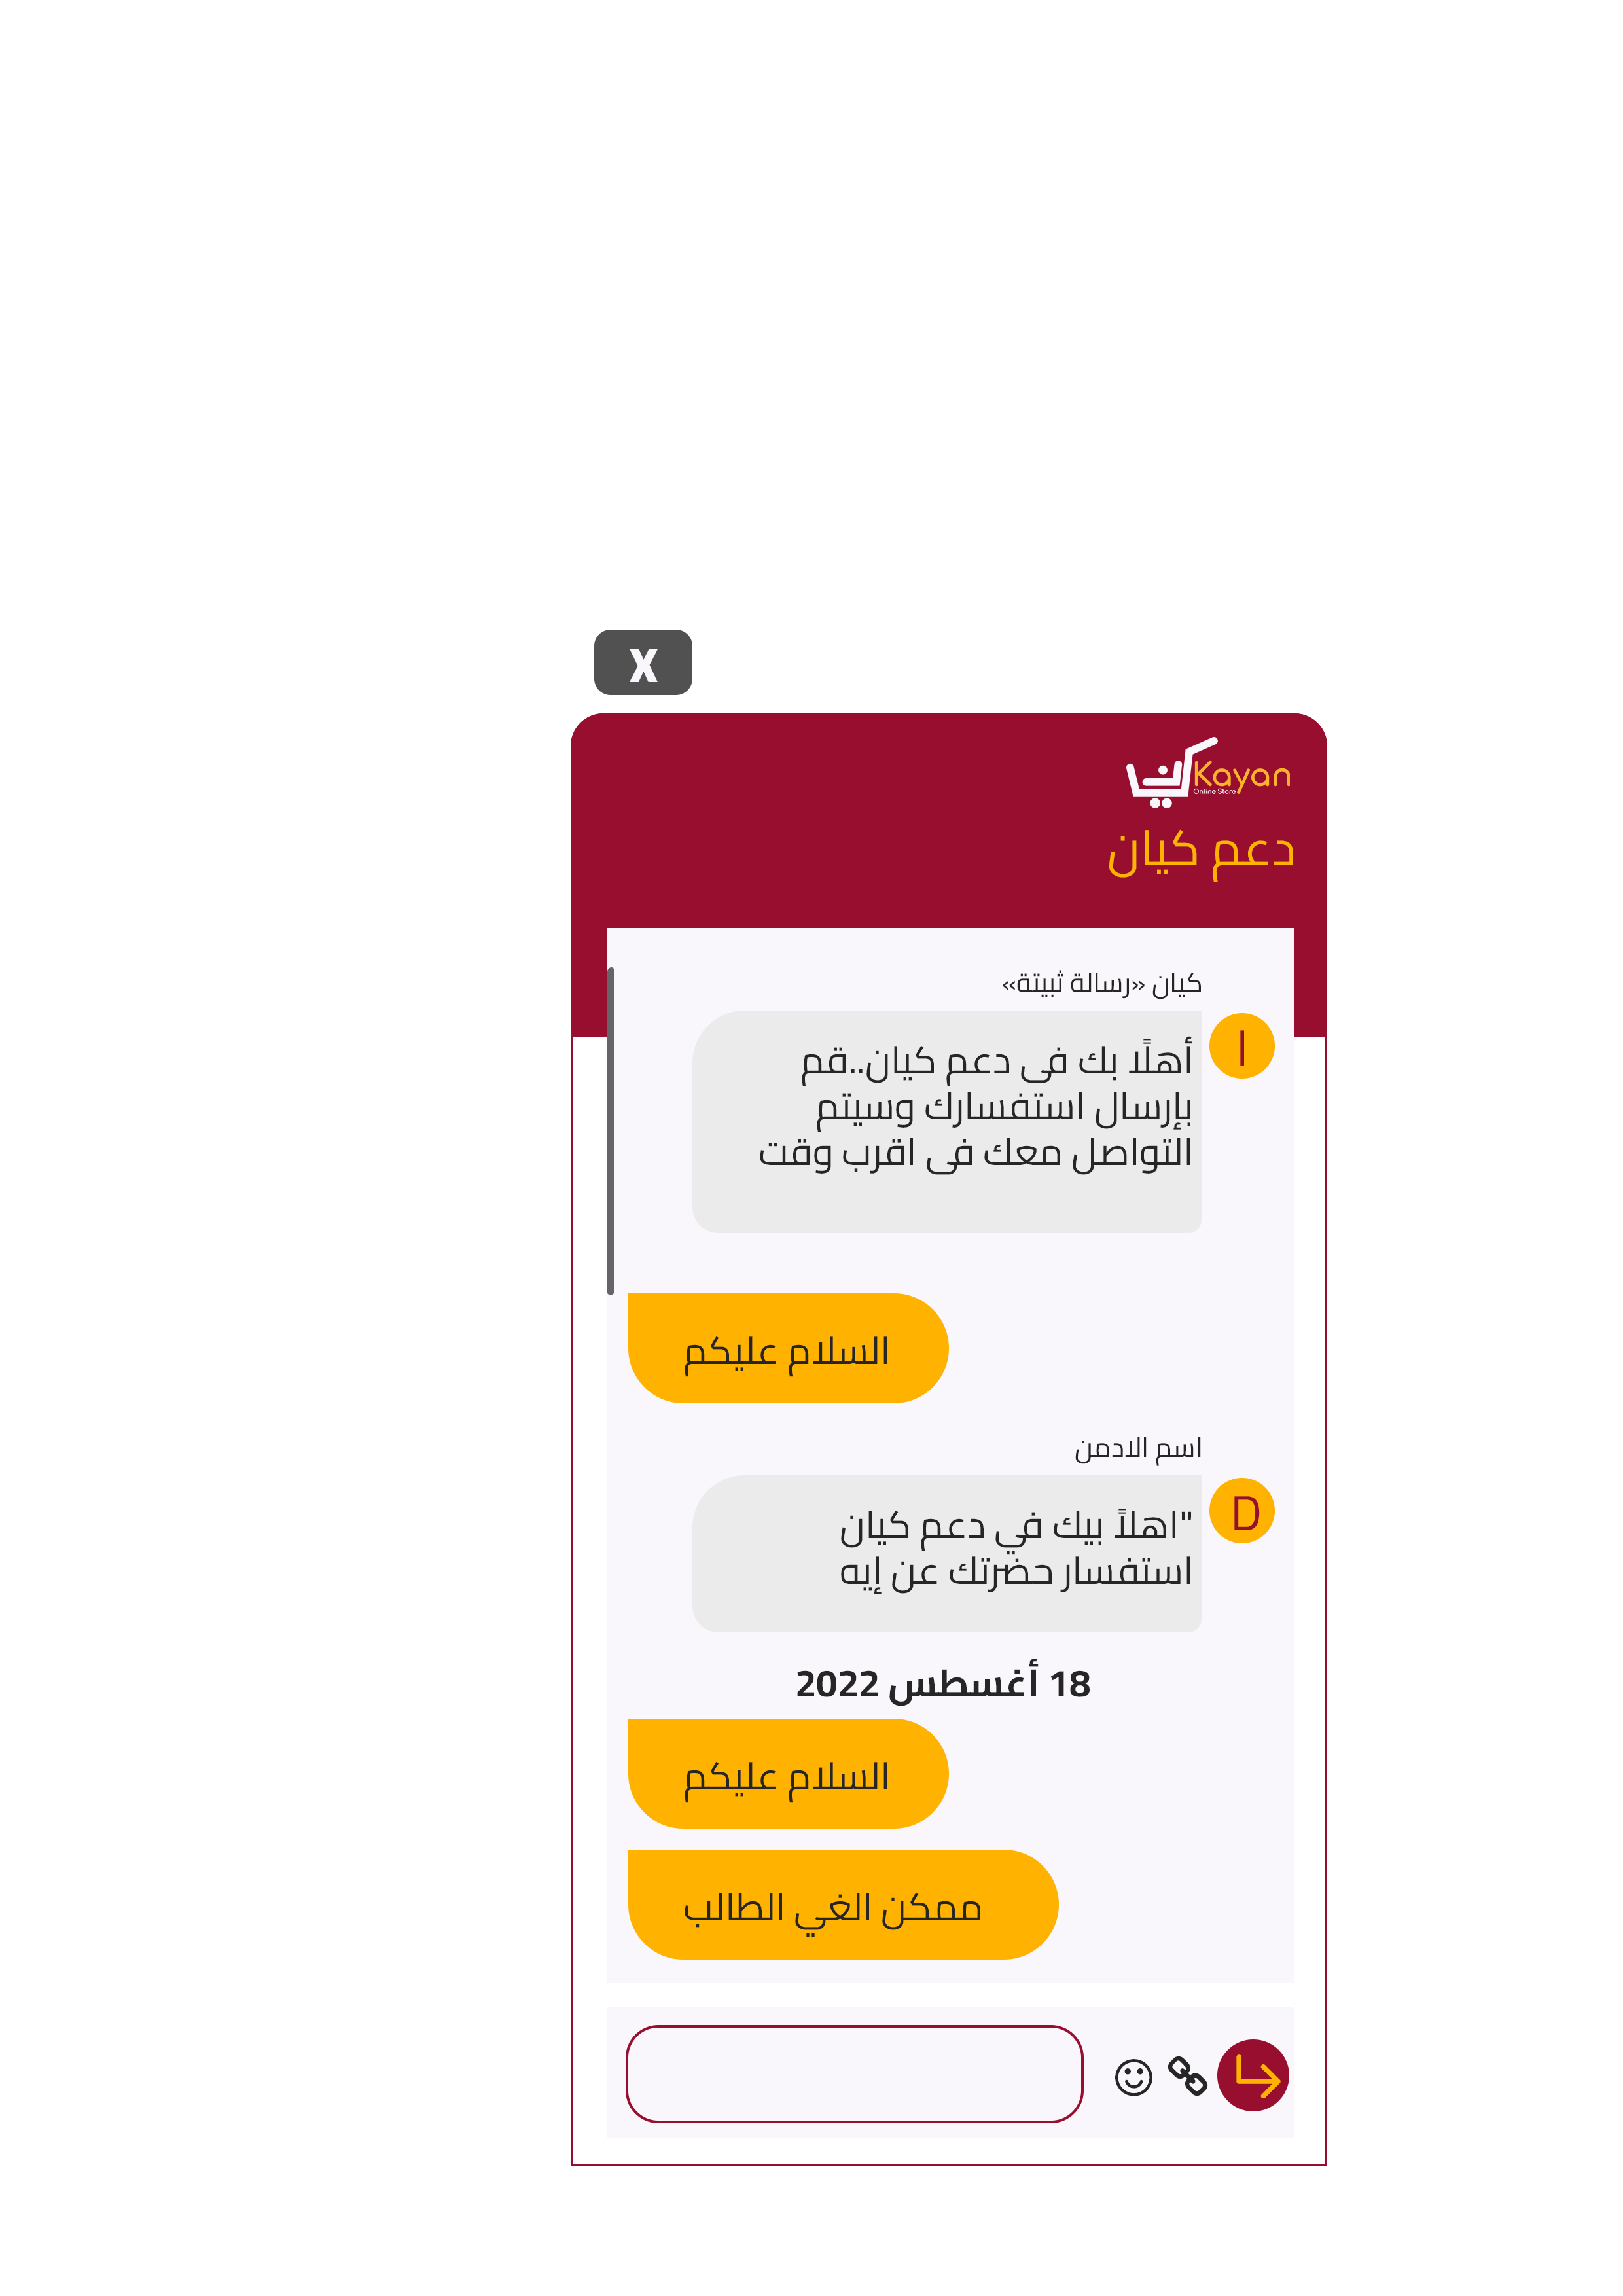 X
Kayan
Online Store
دعم كيان
كيان «رسالة ثبيتة»
ا
أهلًا بك فى دعم كيان..قم
بإرسال استفسارك وسيتم
التواصل معك فى اقرب وقت
السلام عليكم
اسم الادمن
D
"اهلاً بيك في دعم كيان
استفسار حضرتك عن إيه
18 أغسطس 2022
السلام عليكم
ممكن الغي الطالب